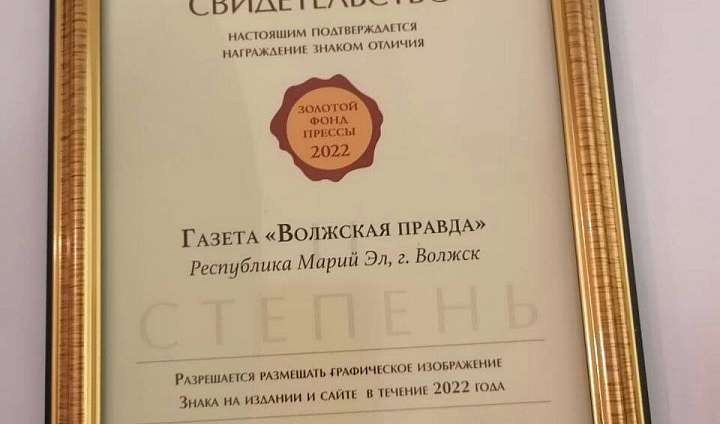 СВИДЕТЕЛЬСТВО
НАСТОЯЩИМ ПОДТВЕРЖДАЕТСЯ
НАГРАЖДЕНИЕ ЗНАКОМ ОТЛИЧИЯ
ЗОЛОТОЙ
ФОНД
ПРЕССЫ
2022
ГАЗЕТА «ВОЛЖСКАЯ ПРАВДА»
Республика Марий Эл, г. Волжск
СТЕПЕНЬ
РАЗРЕШАЕТСЯ РАЗМЕЩАТЬ ГРАФИЧЕСКОЕ ИЗОБРАЖЕНИЕ
ЗНАКА НА ИЗДАНИИ И САЙТЕ В ТЕЧЕНИЕ 2022 ГОДА